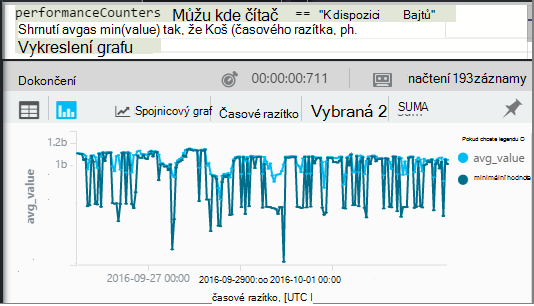 performanceCounters Můžu kde čítač == "K dispozici Bajtů"
Shrnutí avgas min(value) tak, že Koš (časového razítka, ph.
Vykreslení grafu
Dokončení 00:00:00:711 načtení 193záznamy
Spojnicový graf Časové razítko Vybraná 2 SUMA
Pokud chcete legendu O
1.2b
1b
avg_value
avg_value
minimální hodnota
2016-09-27 00:00 2016-09-2900:oo 2016-10-01 00:00
časové razítko, [UTC I